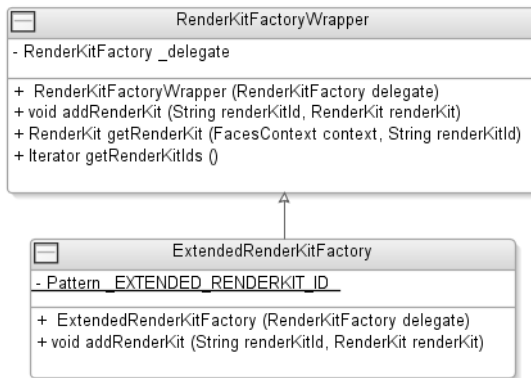 RenderKitFactoryWrapper
- RenderKitFactory _delegate
+ RenderKitFactoryWrapper (RenderKitFactory delegate)
+ void addRenderKit (String renderKitId, RenderKit renderKit)
+ RenderKit getRenderKit (FacesContext context, String renderKitId)
+ Iterator getRenderKitIds ()
ExtendedRenderKitFactory
- Pattern _EXTENDED_RENDERKIT_ID_
+ ExtendedRenderKitFactory (RenderKitFactory delegate)
+ void addRenderKit (String renderKitId, RenderKit renderKit)